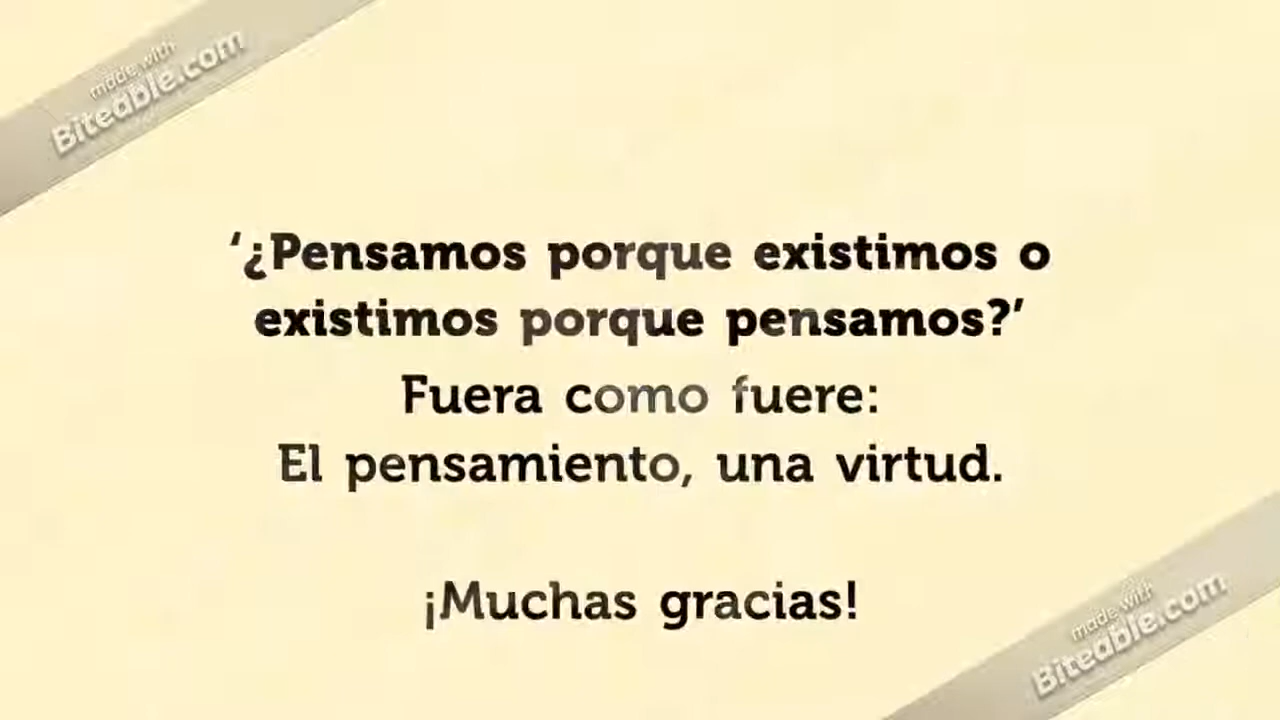 made with
Biteable.com
‘¿Pensamos porque existimos o
existimos porque pensamos?’
Fuera como fuere:
El pensamiento, una virtud.
¡Muchas gracias!
made with
Biteable.com